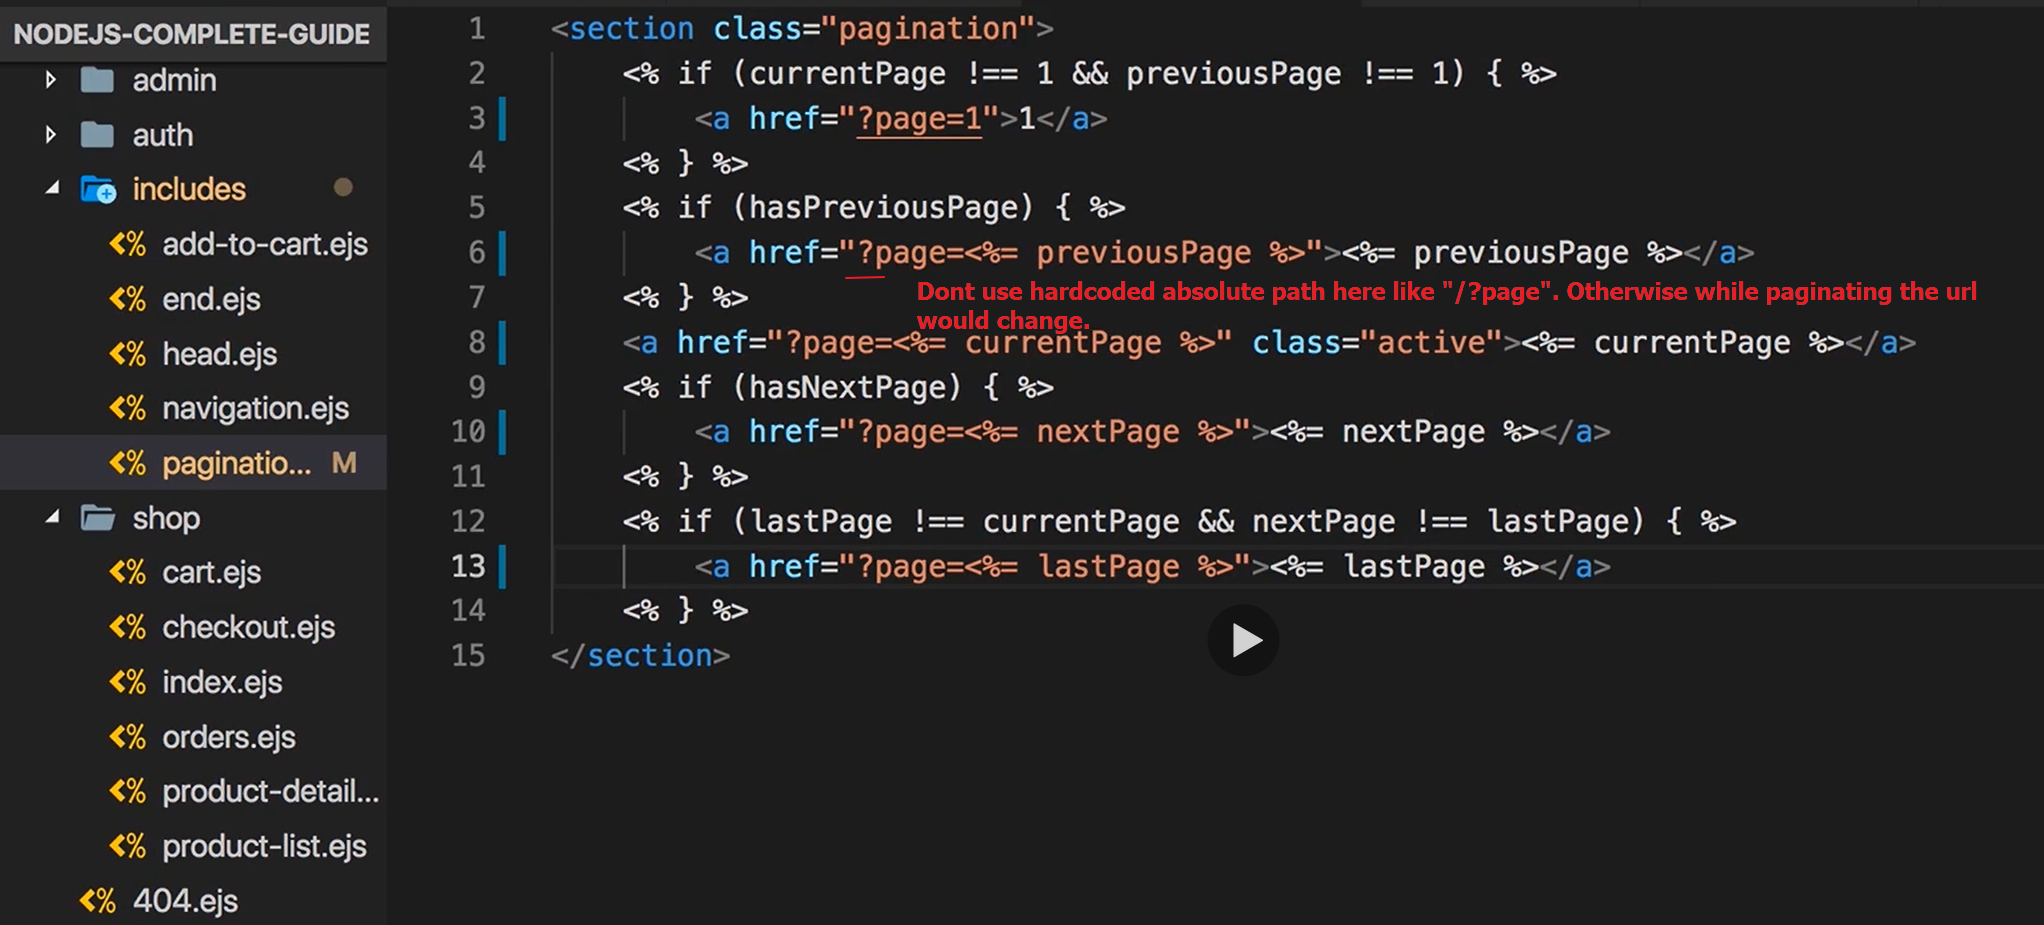 NODEJS-COMPLETE-GUIDE
admin
auth
includes
<% add-to-cart.ejs
<% end.ejs
<% head.ejs
<% navigation.ejs
<% paginatio... M
shop
<% cart.ejs
<% checkout.ejs
<% index.ejs
<% orders.ejs
<% product-detail...
<% product-list.ejs
<% 404.ejs
1 <section class="pagination">
2 <% if (currentPage !== 1 && previousPage !== 1) { %>
3 <a href="?page=1">1</a>
4 <% } %>
5 <% if (hasPreviousPage) { %>
6 <a href="?page=<%= previousPage %>"><%= previousPage %></a>
7 <% } %>
Dont use hardcoded absolute path here like "/?page". Otherwise while paginating the url
would change.
8 <a href="?page=<%= currentPage %>" class="active"><%= currentPage %></a>
9 <% if (hasNextPage) { %>
10 <a href="?page=<%= nextPage %>"><%= nextPage %></a>
11 <% } %>
12 <% if (lastPage !== currentPage && nextPage !== lastPage) { %>
13 <a href="?page=<%= lastPage %>"><%= lastPage %></a>
14 <% } %>
15 </section>